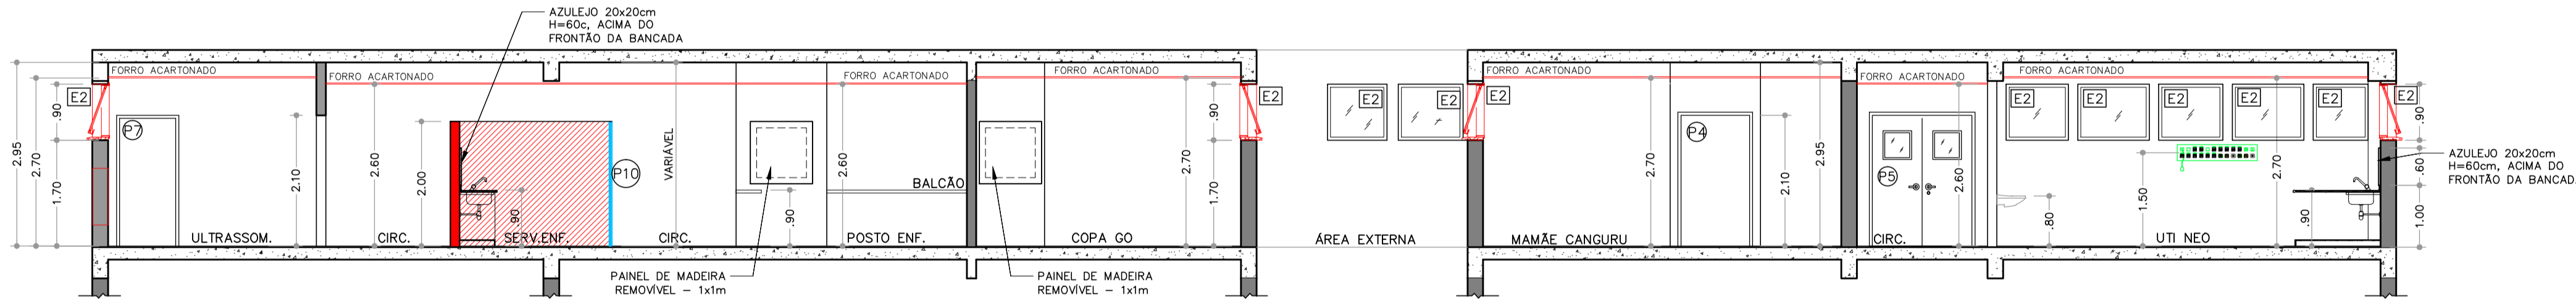 AZULEJO 20x20cm
H=60c, ACIMA DO
FRONTÃO DA BANCADA
FORRO ACARTONADO
FORRO ACARTONADO
FORRO ACARTONADO
FORRO ACARTONADO
FORRO ACARTONADO
FORRO ACARTONADO
FORRO ACARTONADO
E2
E2
E2
E2
E2
E2
E2
E2
E2
E2
E2
P7
P10
P4
P5
2.95
2.70
1.70
.90
2.10
2.60
2.00
.90
VARIÁVEL
.90
2.60
BALCÃO
2.70
1.70
.90
2.70
2.10
2.95
2.60
.80
1.50
2.70
.90
.90
.60
1.00
AZULEJO 20x20cm
H=60cm, ACIMA DO
FRONTÃO DA BANCADA
ULTRASSOM.
CIRC.
SERV.ENF.
CIRC.
POSTO ENF.
COPA GO
ÁREA EXTERNA
MAMÃE CANGURU
CIRC.
UTI NEO
PAINEL DE MADEIRA
REMOVÍVEL - 1x1m
PAINEL DE MADEIRA
REMOVÍVEL - 1x1m